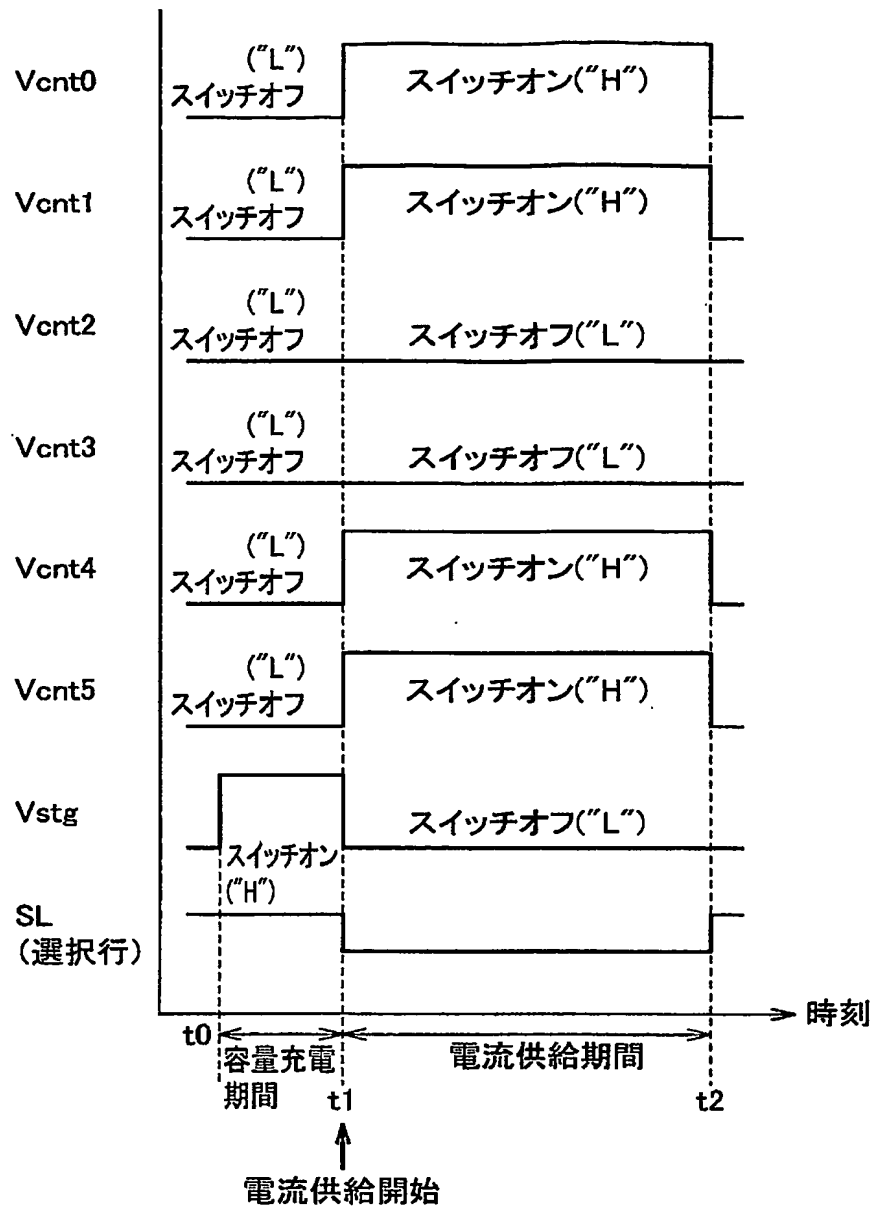 Vcnt0
("L")
スイッチオフ
スイッチオン("H")
Vcnt1
("L")
スイッチオフ
スイッチオン("H")
Vcnt2
("L")
スイッチオフ
スイッチオフ("L")
Vcnt3
("L")
スイッチオフ
スイッチオフ("L")
Vcnt4
("L")
スイッチオフ
スイッチオン("H")
Vcnt5
("L")
スイッチオフ
スイッチオン("H")
Vstg
スイッチオン
("H")
スイッチオフ("L")
SL
(選択行)
時刻
t0
容量充電
期間
電流供給期間
t1
t2
電流供給開始